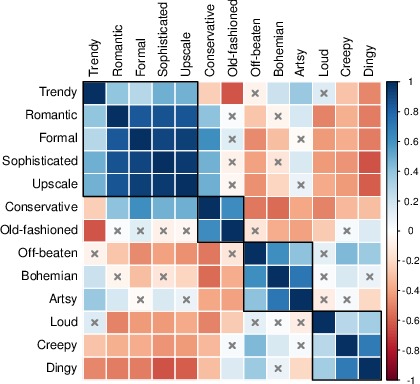 Trendy
Romantic
Formal
Sophisticated
Upscale
Conservative
Old-fashioned
Off-beaten
Bohemian
Artsy
Loud
Creepy
Dingy
Trendy
Romantic
Formal
Sophisticated
Upscale
Conservative
Old-fashioned
Off-beaten
Bohemian
Artsy
Loud
Creepy
Dingy
1
0.8
0.6
0.4
0.2
0
-0.2
-0.4
-0.6
-0.8
-1